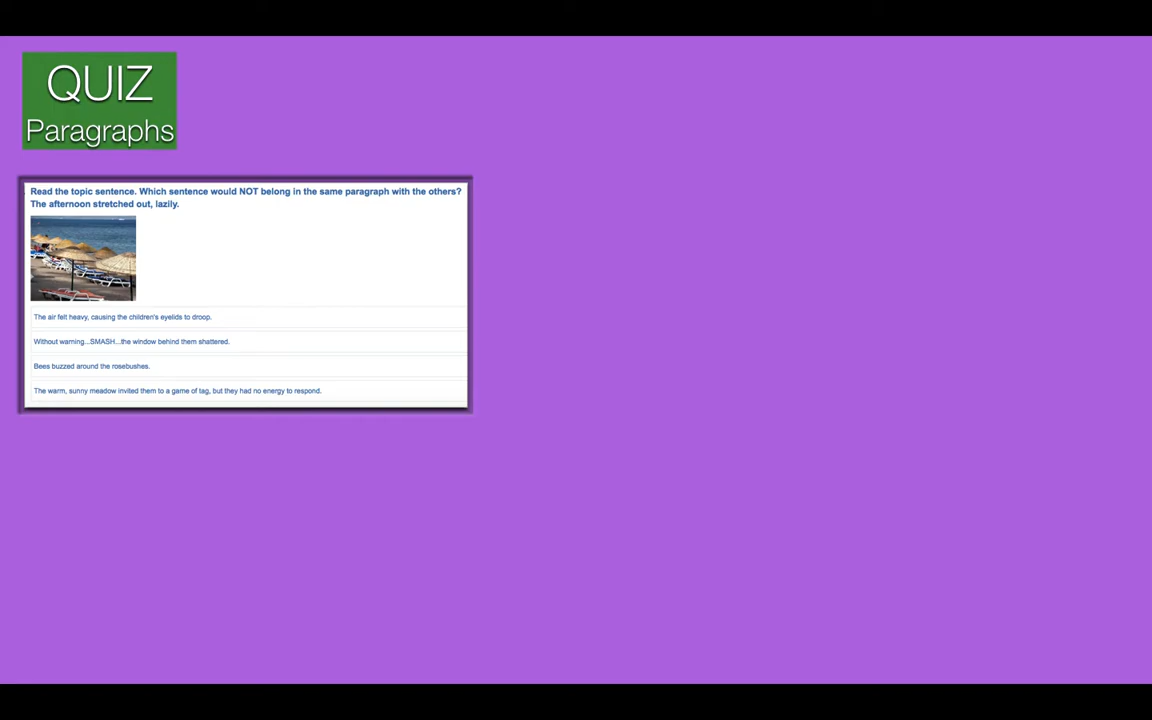 QUIZ
Paragraphs
Read the topic sentence. Which sentence would NOT belong in the same paragraph with the others?
The afternoon stretched out, lazily.
The air felt heavy, causing the children's eyelids to droop.
Without warning...SMASH...the window behind them shattered.
Bees buzzed around the rosebushes.
The warm, sunny meadow invited them to a game of tag, but they had no energy to respond.